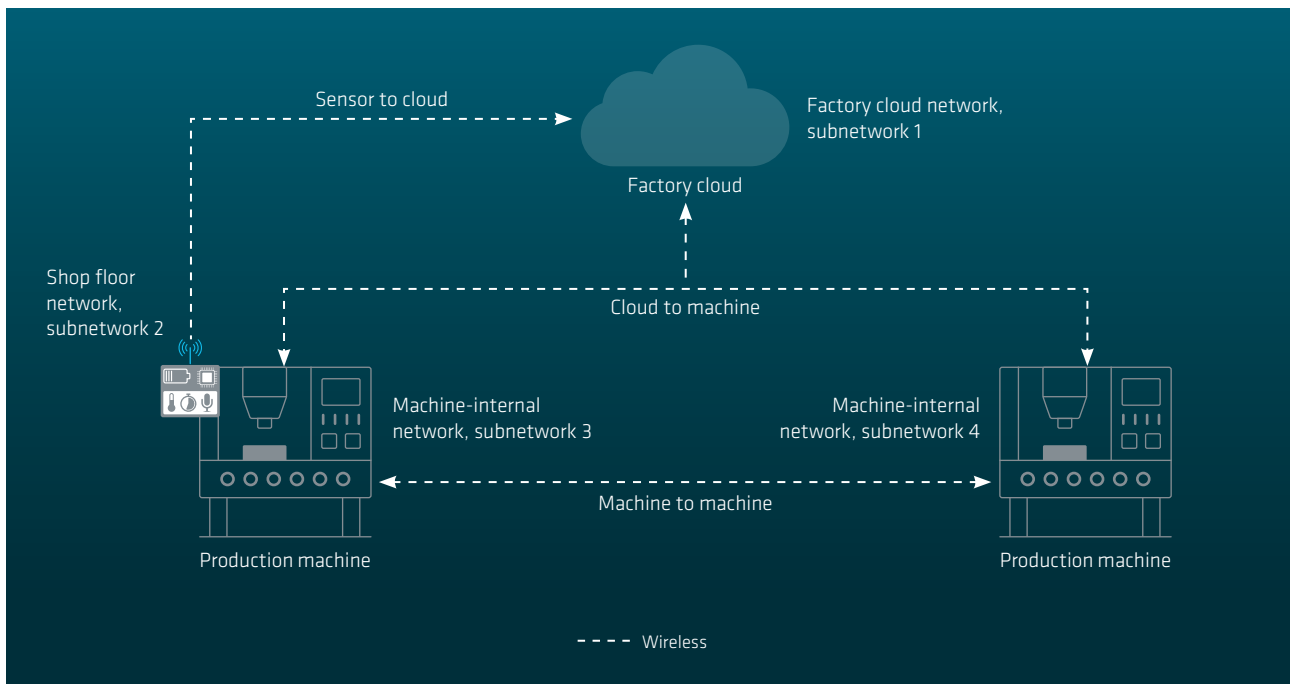 Sensor to cloud
Factory cloud network,
subnetwork 1
Factory cloud
Shop floor
network,
subnetwork 2
Cloud to machine
Machine-internal
network, subnetwork 3
Machine-internal
network, subnetwork 4
Machine to machine
Production machine
Production machine
Wireless